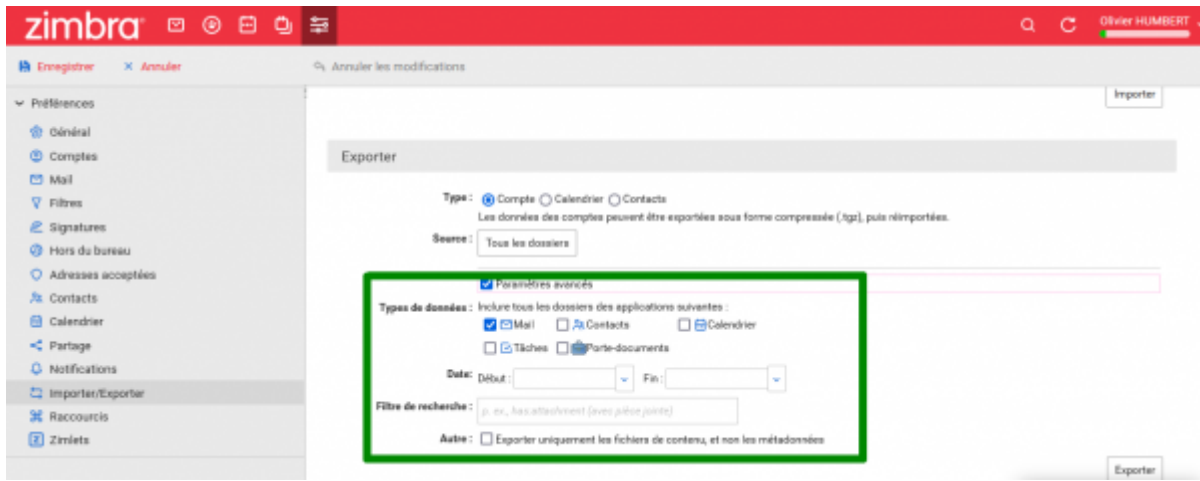 zimbra
Olivier HUMBERT
Enregistrer
Annuler
Annuler les modifications
Préférences
Général
Comptes
Mail
Filtres
Signatures
Hors du bureau
Adresses acceptées
Contacts
Calendrier
Partage
Notifications
Importer/Exporter
Raccourcis
Zimlets
Importer
Exporter
Type : Compte Calendrier Contacts
Les données des comptes peuvent être exportées sous forme compressée (.tgz), puis réimportées.
Source : Tous les dossiers
Paramètres avancés
Types de données : Inclure tous les dossiers des applications suivantes :
Mail Contacts Calendrier
Tâches Porte-documents
Date: Début : Fin :
Filtre de recherche : p. ex., has:attachment (avec pièce jointe)
Autre : Exporter uniquement les fichiers de contenu, et non les métadonnées
Exporter